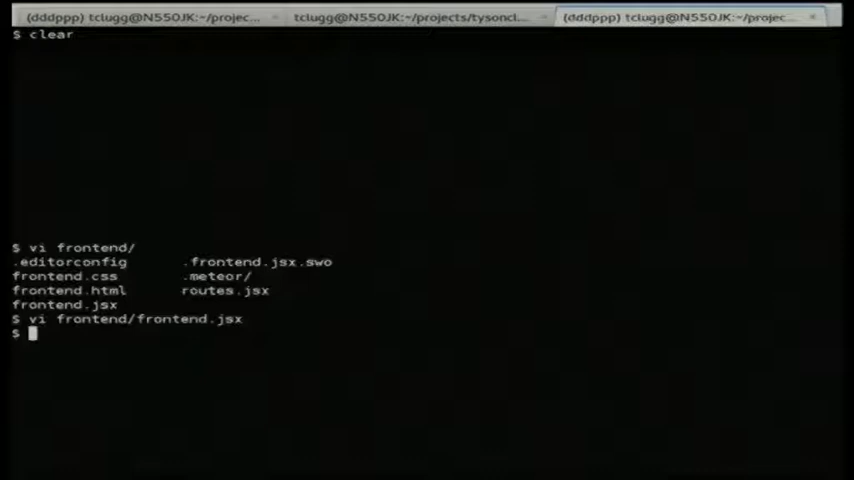 (dddppp) tclugg@N550JK:~/projec... tclugg@N550JK:~/projects/tysoncl... (dddppp) tclugg@N550JK:~/projec...
$ clear
$ vi frontend/
.editorconfig .frontend.jsx.swo
frontend.css .meteor/
frontend.html routes.jsx
frontend.jsx
$ vi frontend/frontend.jsx
$